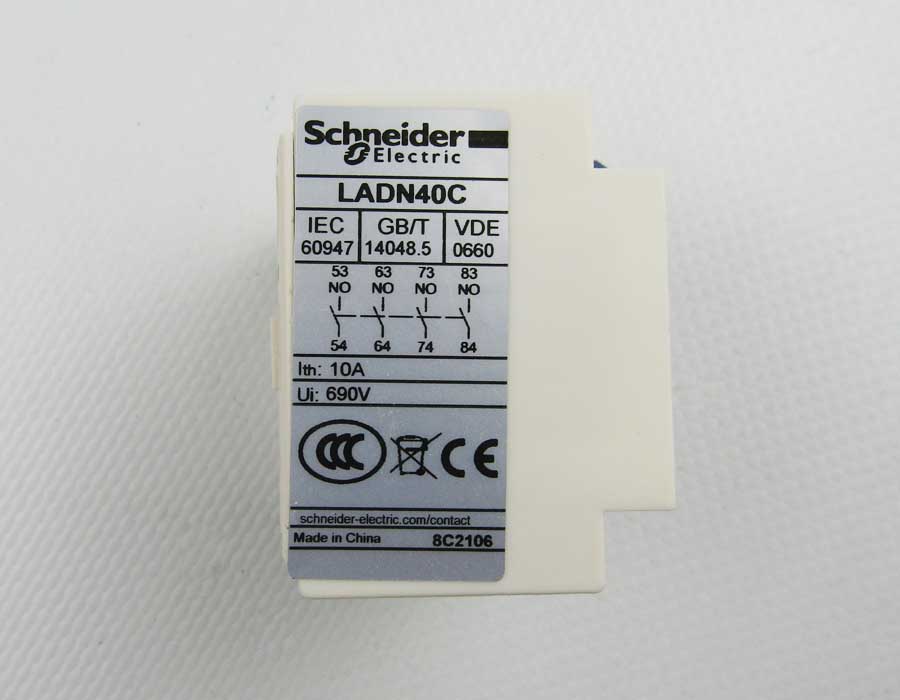 Schneider
Electric
LADN40C
IEC GB/T VDE
60947 14048.5 0660
53 63 73 83
NO NO NO NO
54 64 74 84
Ith: 10A
Ui: 690V
CCC CE
schneider-electric.com/contact
Made in China 8C2106